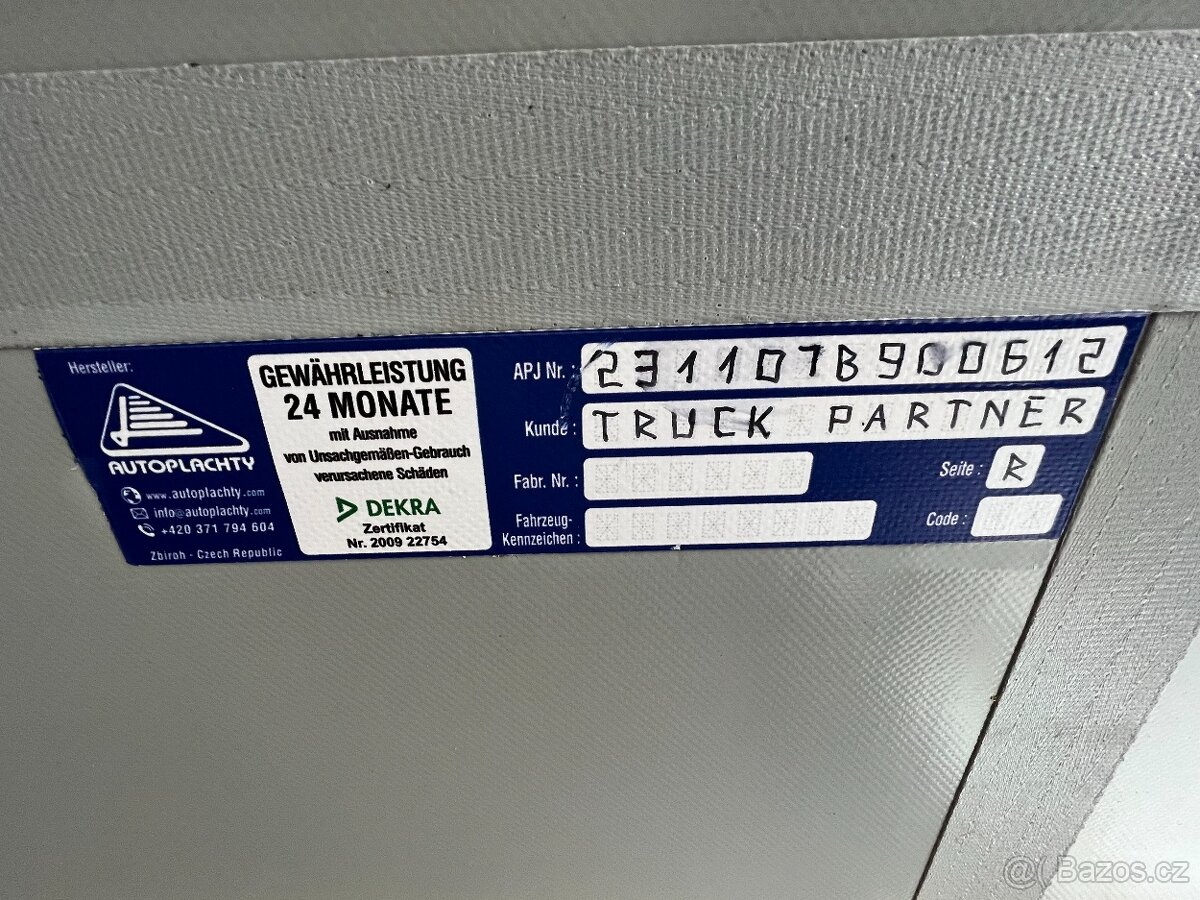 Hersteller:
AUTOPLACHTY
www.autoplachty.com
info@autoplachty.com
+420 371 794 604
Zbiroh - Czech Republic
GEWÄHRLEISTUNG
24 MONATE
mit Ausnahme
von Unsachgemäßen-Gebrauch
verursachene Schäden
DEKRA
Zertifikat
Nr. 2009 22754
APJ Nr. : 231107B900612
Kunde : TRUCK PARTNER
Fabr. Nr. :
Seite : R
Fahrzeug-
Kennzeichen :
Code :
@( Bazos.cz